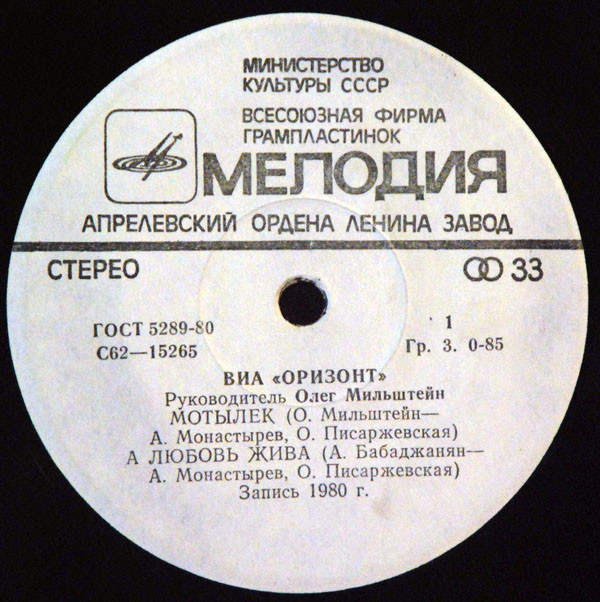 МИНИСТЕРСТВО
КУЛЬТУРЫ СССР
ВСЕСОЮЗНАЯ ФИРМА
ГРАМПЛАСТИНОК
МЕЛОДИЯ
АПРЕЛЕВСКИЙ ОРДЕНА ЛЕНИНА ЗАВОД
СТЕРЕО 33
ГОСТ 5289-80 1
С62—15265 Гр. 3. 0-85
ВИА «ОРИЗОНТ»
Руководитель Олег Мильштейн
МОТЫЛЕК (О. Мильштейн—
А. Монастырев, О. Писаржевская)
А ЛЮБОВЬ ЖИВА (А. Бабаджанян—
А. Монастырев, О. Писаржевская)
Запись 1980 г.